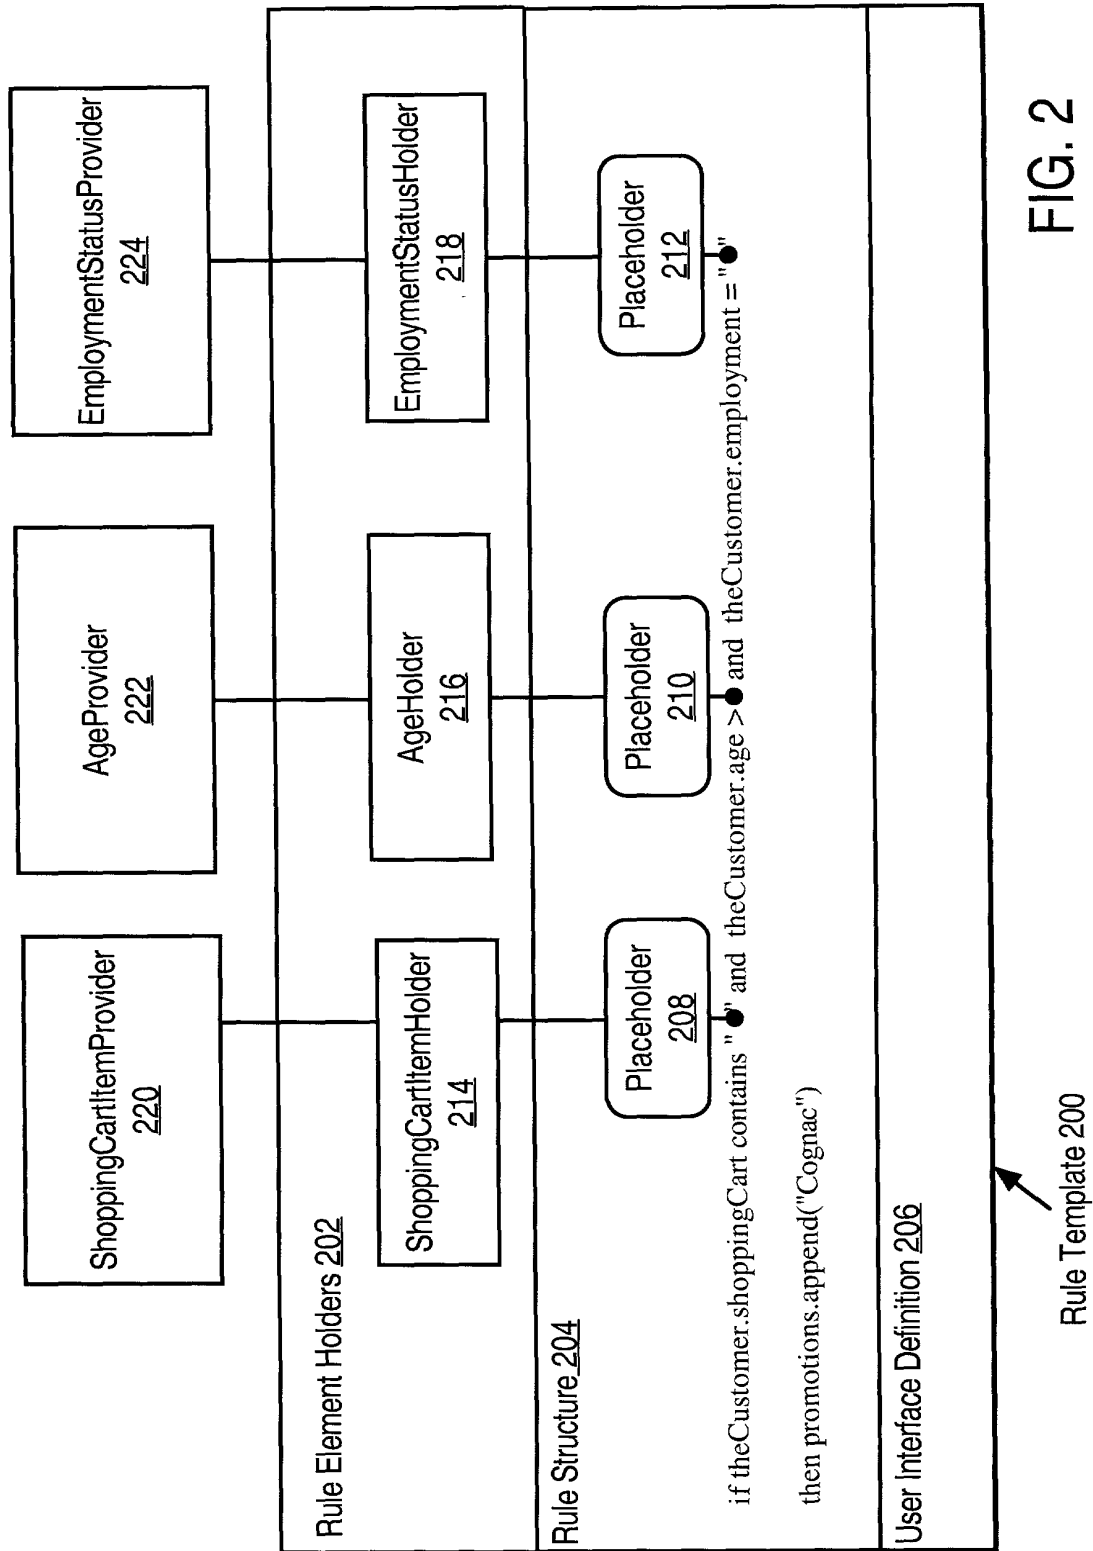 ShoppingCartItemProvider
220
AgeProvider
222
EmploymentStatusProvider
224
Rule Element Holders 202
ShoppingCartItemHolder
214
AgeHolder
216
EmploymentStatusHolder
218
Rule Structure 204
Placeholder
208
Placeholder
210
Placeholder
212
if theCustomer.shoppingCart contains " " and theCustomer.age > and theCustomer.employment = " "
then promotions.append("Cognac")
User Interface Definition 206
Rule Template 200
FIG. 2